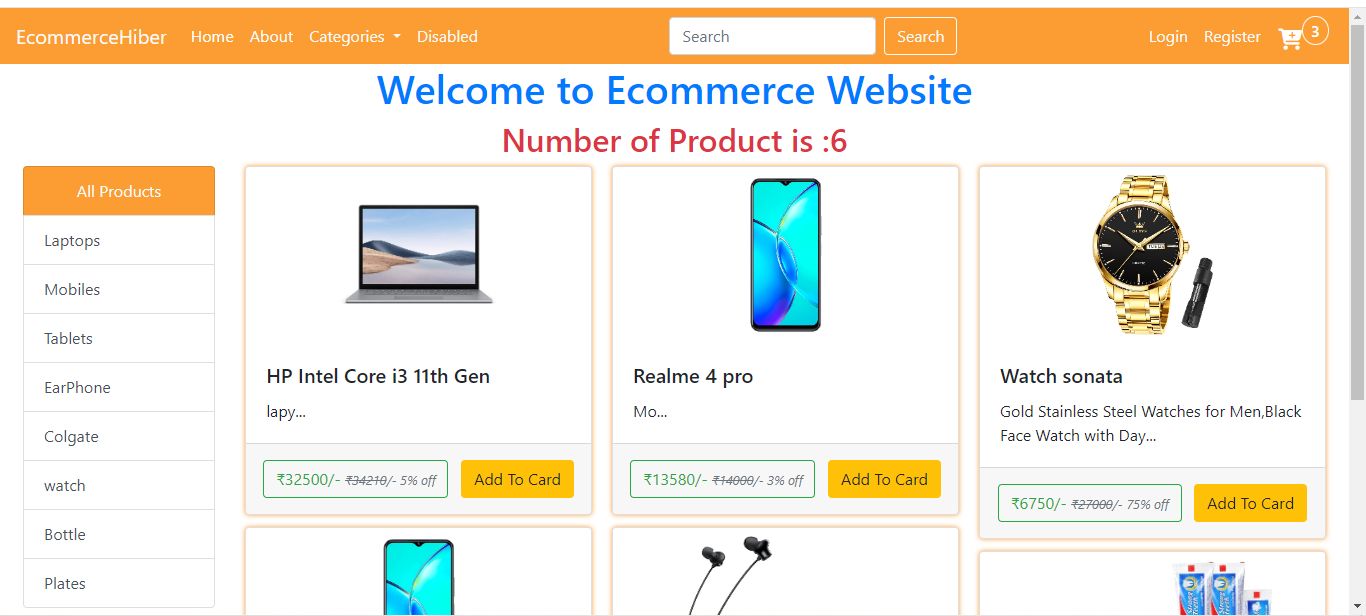 EcommerceHiber Home About Categories Disabled Search Search Login Register 3
Welcome to Ecommerce Website
Number of Product is :6
All Products
Laptops
Mobiles
Tablets
EarPhone
Colgate
watch
Bottle
Plates
HP Intel Core i3 11th Gen
lapy...
₹32500/- ₹34210/- 5% off Add To Card
Realme 4 pro
Mo...
₹13580/- ₹14000/- 3% off Add To Card
Watch sonata
Gold Stainless Steel Watches for Men,Black
Face Watch with Day...
₹6750/- ₹27000/- 75% off Add To Card